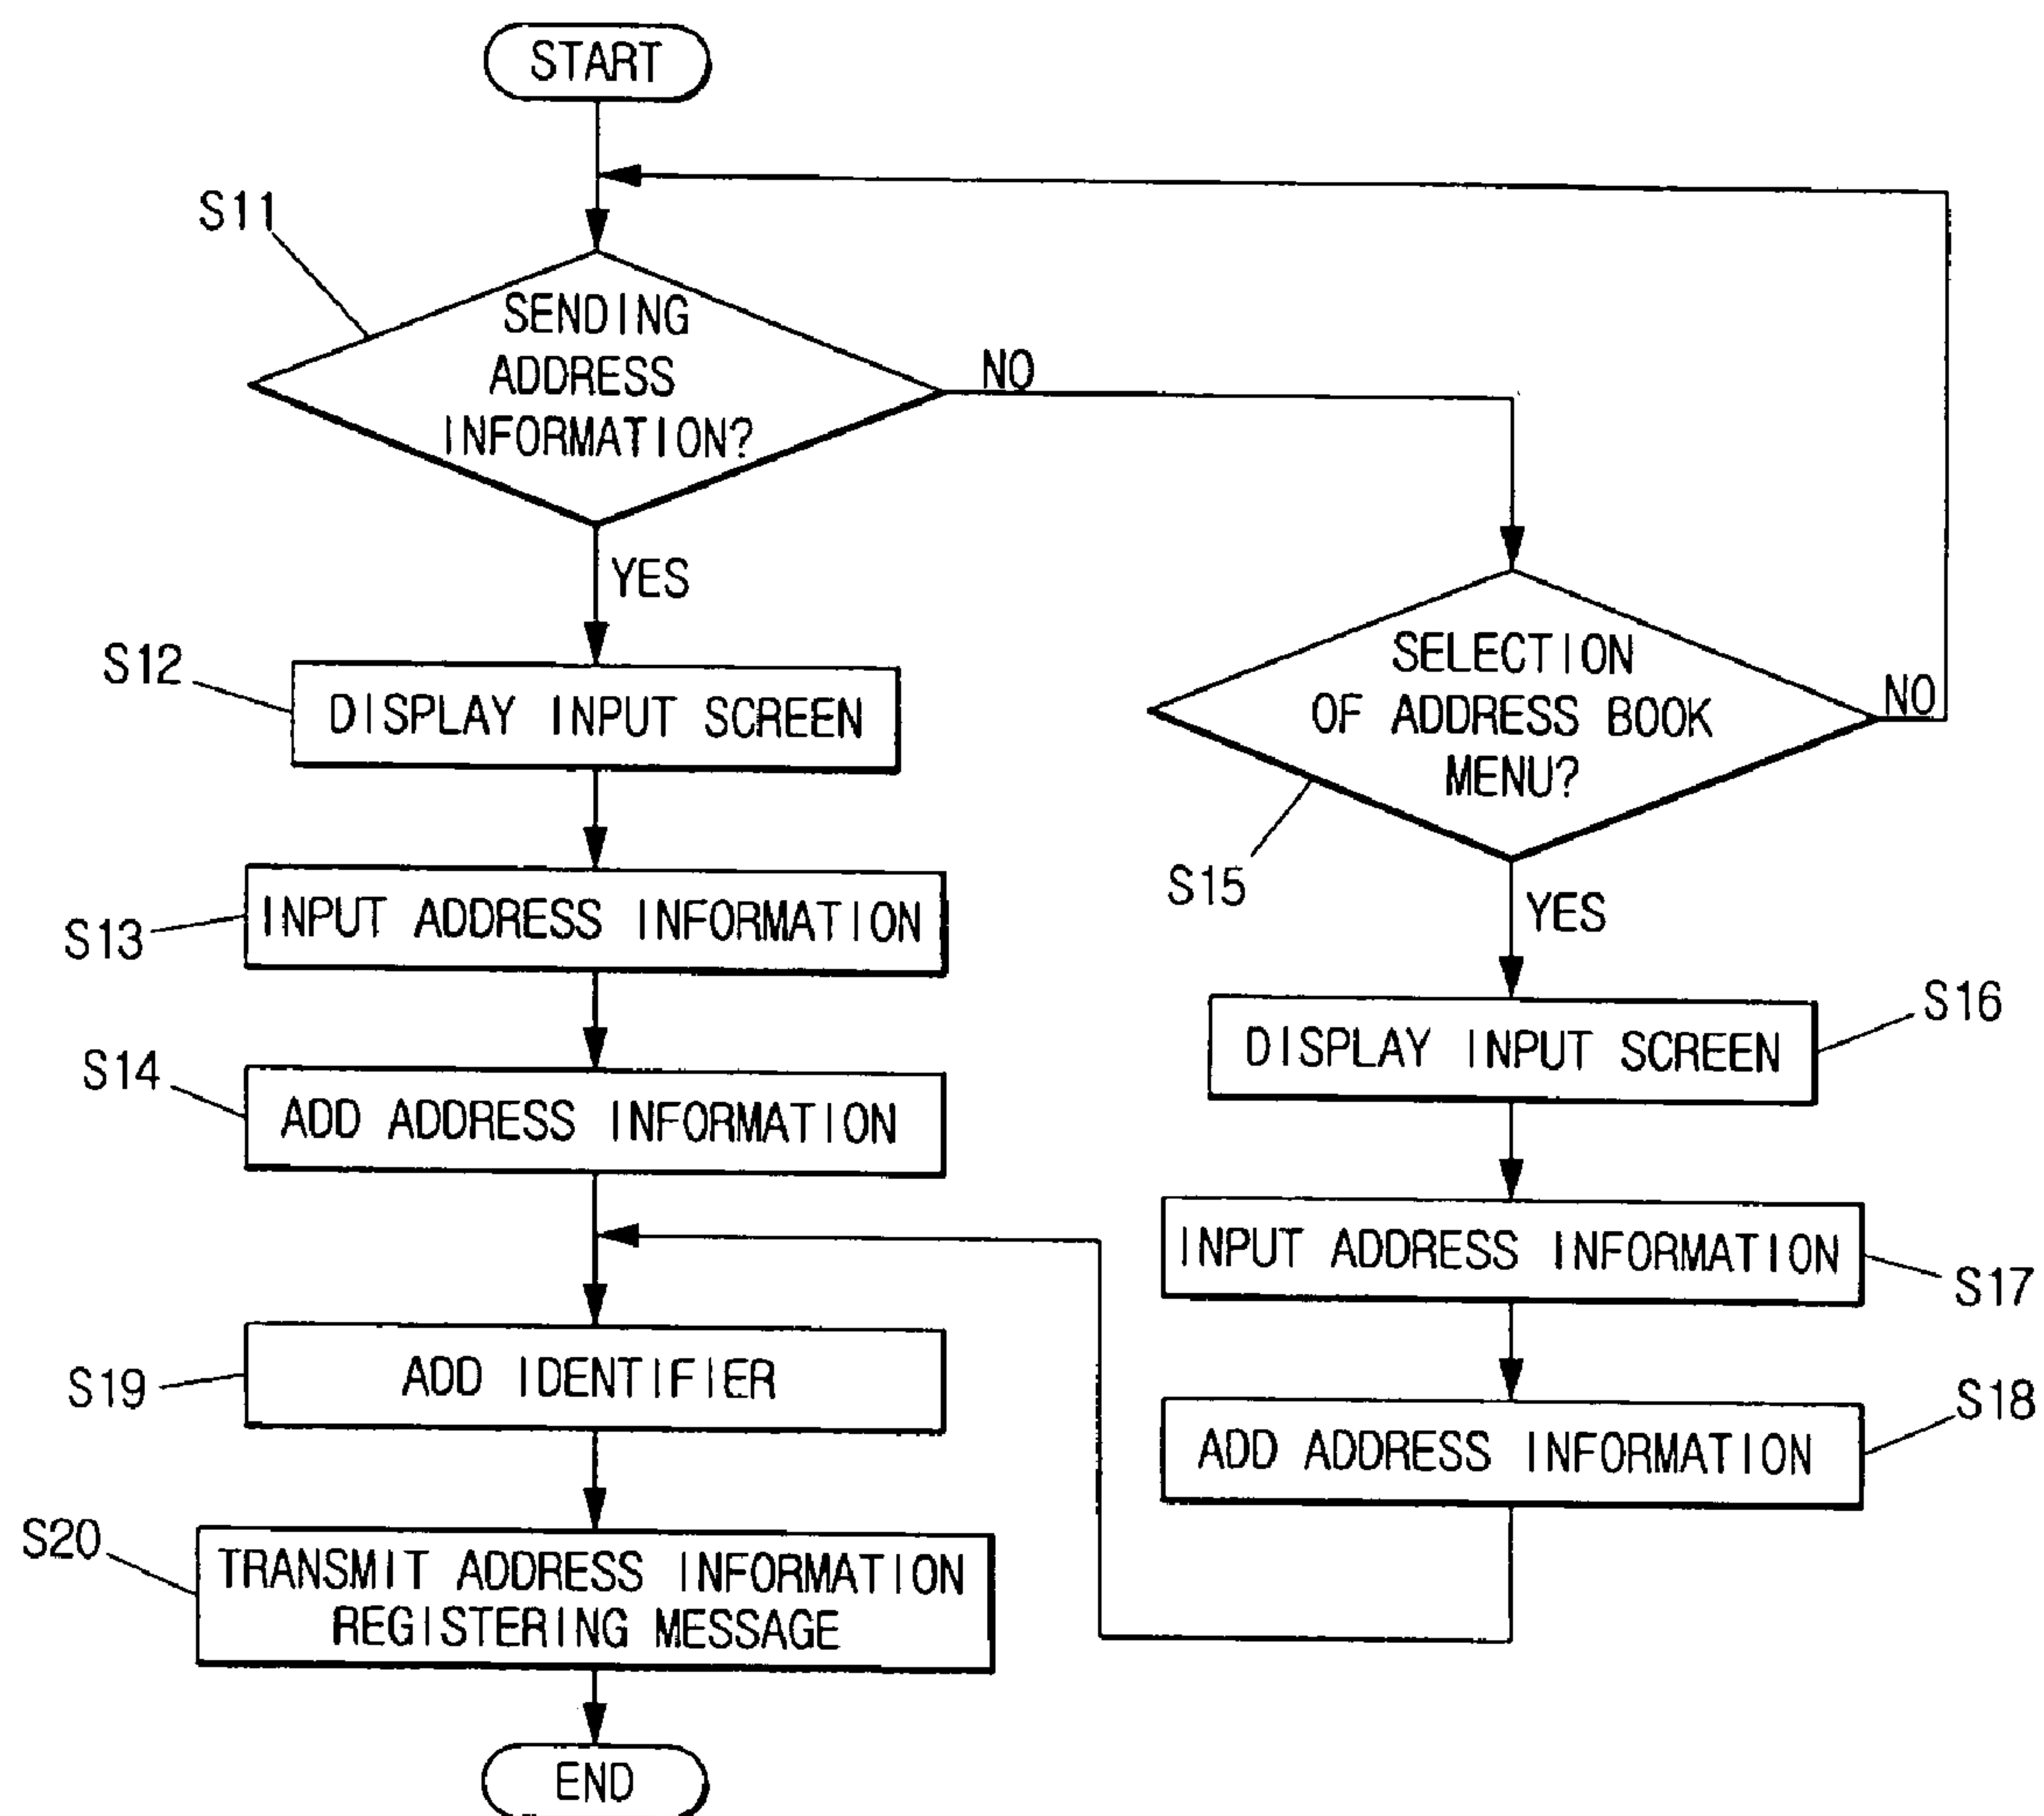 START
S11
SENDING
ADDRESS
INFORMATION?
NO
YES
S12
DISPLAY INPUT SCREEN
S13
INPUT ADDRESS INFORMATION
S14
ADD ADDRESS INFORMATION
SELECTION
OF ADDRESS BOOK
MENU?
NO
S15
YES
S16
DISPLAY INPUT SCREEN
INPUT ADDRESS INFORMATION
S17
ADD ADDRESS INFORMATION
S18
S19
ADD IDENTIFIER
S20
TRANSMIT ADDRESS INFORMATION
REGISTERING MESSAGE
END